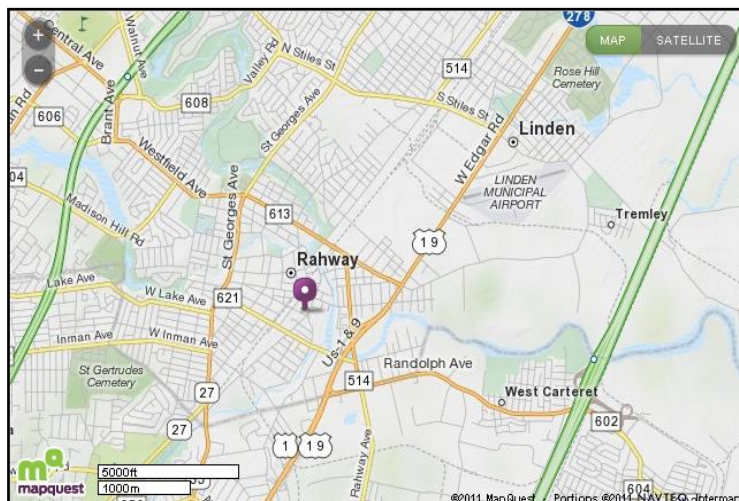 278
MAP
SATELLITE
Central Ave
Walnut Ave
N Stiles St
514
Rose Hill
Cemetery
Valley Rd
608
St Georges Ave
S Stiles St
606
Brant Ave
Linden
W Edgar Rd
Westfield Ave
LINDEN
MUNICIPAL
AIRPORT
Madison Hill Rd
St Georges Ave
613
Tremley
1 9
Rahway
Lake Ave
W Lake Ave
621
Inman Ave
W Inman Ave
Us-1 & 9
St Gertrudes
Cemetery
Randolph Ave
514
27
West Carteret
27
602
1
1 9
Rahway Ave
mapquest
5000ft
1000m
604
©2011 MapQuest - Portions ©2011 NAVTEQ